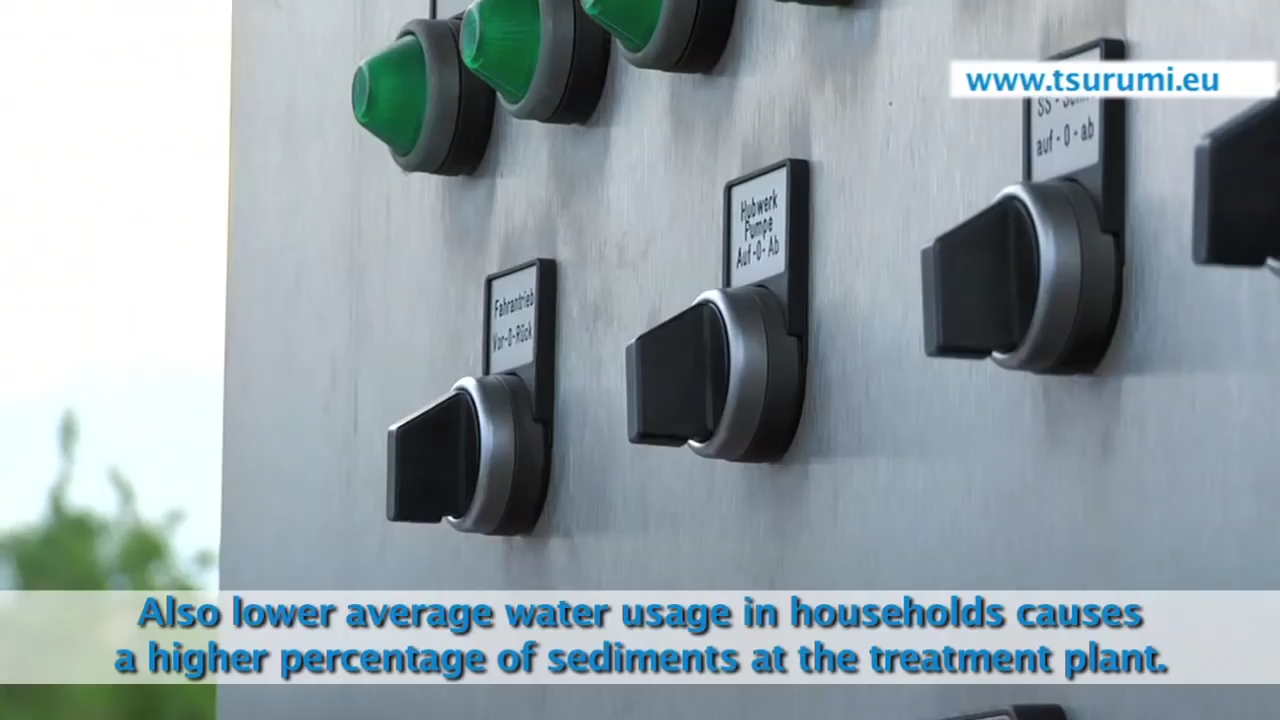 www.tsurumi.eu
auf - 0 - ab
Hubwerk
Pumpe
Auf -0- Ab
Fahrantrieb
Vor-0-Rück
Also lower average water usage in households causes
a higher percentage of sediments at the treatment plant.